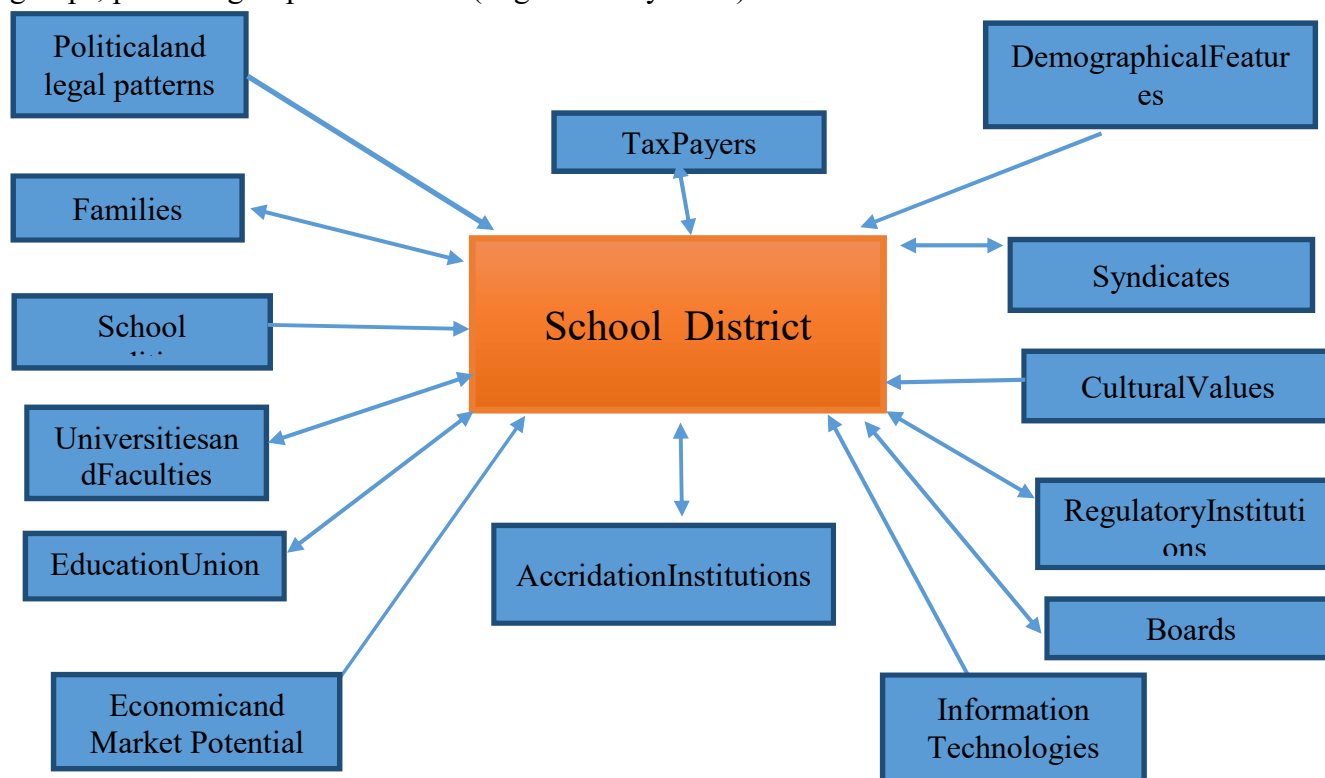 Politicaland
legal patterns
DemographicalFeatur
es
TaxPayers
Families
Syndicates
School
School District
CulturalValues
Universitiesan
dFaculties
RegulatoryInstituti
ons
EducationUnion
AccridationInstitutions
Boards
Economicand
Market Potential
Information
Technologies